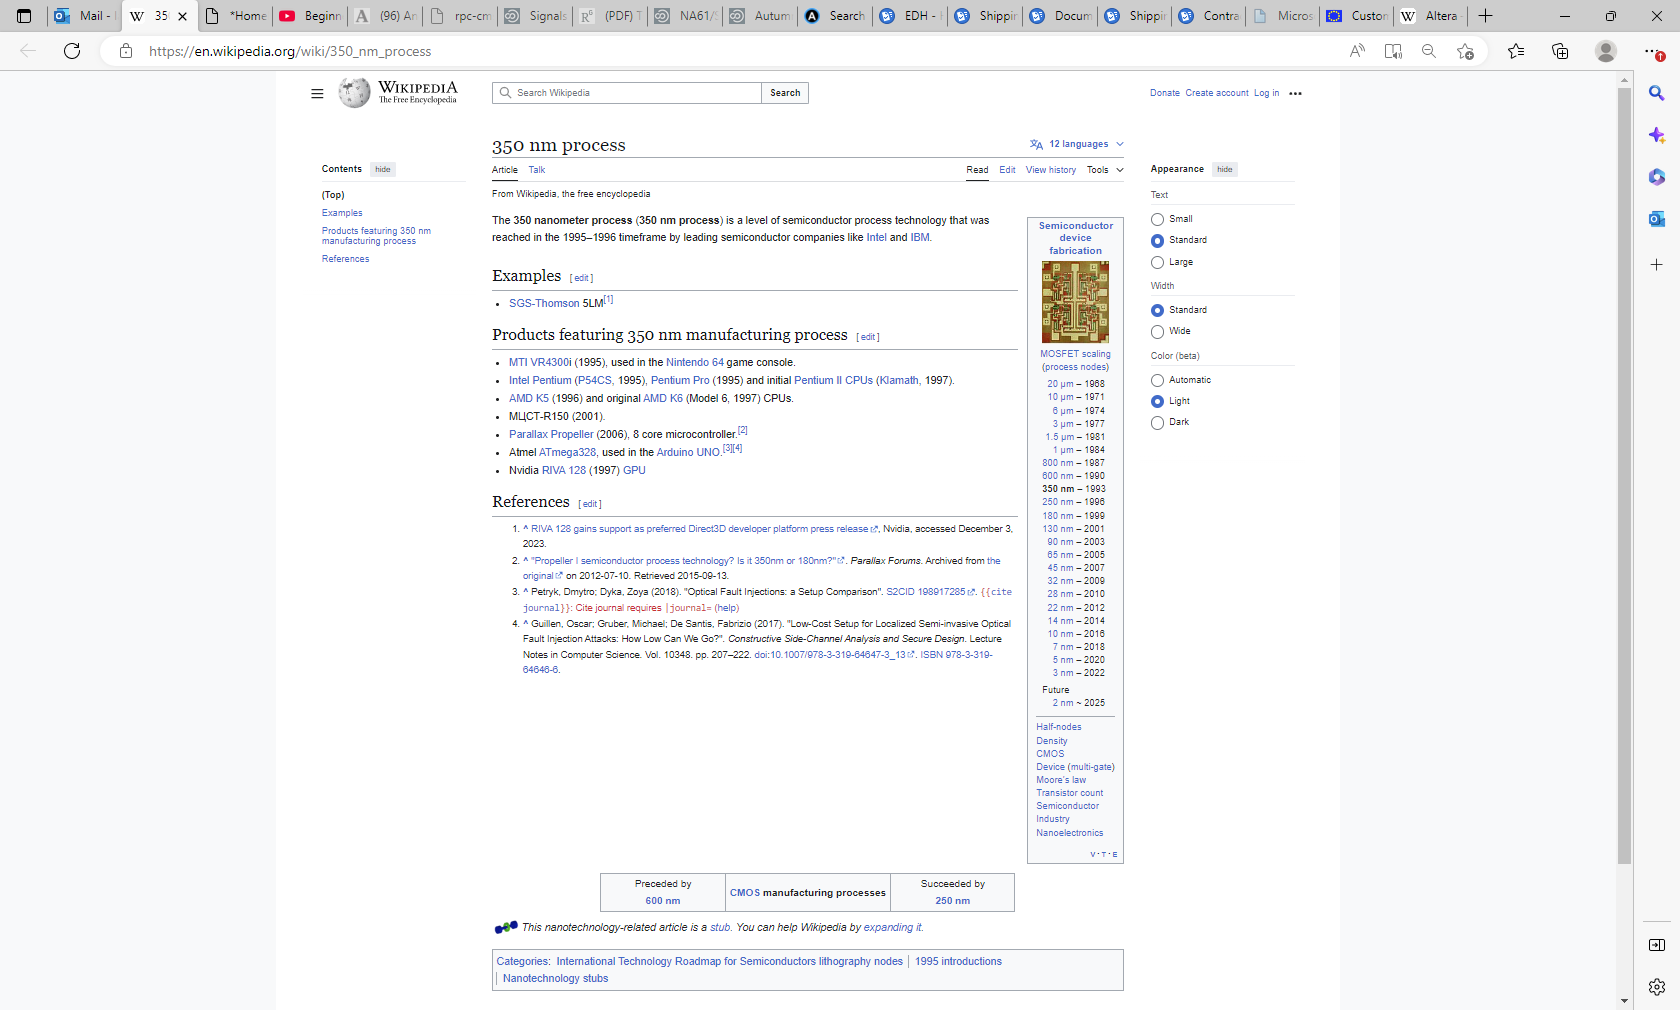 Mail -
35
*Home
Beginn
(96) Ar
rpc-cm
Signals
(PDF) T
NA61/
Autum
Search
EDH -
Shippin
Docum
Shippin
Contra
Micros
Custom
Altera -
https://en.wikipedia.org/wiki/350_nm_process
WIKIPEDIA
The Free Encyclopedia
Search Wikipedia
Search
Donate Create account Log in
350 nm process
12 languages
Contents hide
Article Talk
Read Edit View history Tools
Appearance hide
(Top)
Examples
Products featuring 350 nm
manufacturing process
References
From Wikipedia, the free encyclopedia
The 350 nanometer process (350 nm process) is a level of semiconductor process technology that was
reached in the 1995–1996 timeframe by leading semiconductor companies like Intel and IBM.
Examples [ edit ]
• SGS-Thomson 5LM[1]
Products featuring 350 nm manufacturing process [ edit ]
• MTI VR4300i (1995), used in the Nintendo 64 game console.
• Intel Pentium (P54CS, 1995), Pentium Pro (1995) and initial Pentium II CPUs (Klamath, 1997).
• AMD K5 (1996) and original AMD K6 (Model 6, 1997) CPUs.
• МЦСТ-R150 (2001).
• Parallax Propeller (2006), 8 core microcontroller.[2]
• Atmel ATmega328, used in the Arduino UNO.[3][4]
• Nvidia RIVA 128 (1997) GPU
References [ edit ]
1. ^ RIVA 128 gains support as preferred Direct3D developer platform press release, Nvidia, accessed December 3,
2023.
2. ^ "Propeller I semiconductor process technology? Is it 350nm or 180nm?". Parallax Forums. Archived from the
original on 2012-07-10. Retrieved 2015-09-13.
3. ^ Petryk, Dmytro; Dyka, Zoya (2018). "Optical Fault Injections: a Setup Comparison". S2CID 198917285. {{cite
journal}}: Cite journal requires |journal= (help)
4. ^ Guillen, Oscar; Gruber, Michael; De Santis, Fabrizio (2017). "Low-Cost Setup for Localized Semi-invasive Optical
Fault Injection Attacks: How Low Can We Go?". Constructive Side-Channel Analysis and Secure Design. Lecture
Notes in Computer Science. Vol. 10348. pp. 207–222. doi:10.1007/978-3-319-64647-3_13. ISBN 978-3-319-
64646-6.
Semiconductor
device
fabrication
MOSFET scaling
(process nodes)
20 μm – 1968
10 μm – 1971
6 μm – 1974
3 μm – 1977
1.5 μm – 1981
1 μm – 1984
800 nm – 1987
600 nm – 1990
350 nm – 1993
250 nm – 1996
180 nm – 1999
130 nm – 2001
90 nm – 2003
65 nm – 2005
45 nm – 2007
32 nm – 2009
28 nm – 2010
22 nm – 2012
14 nm – 2014
10 nm – 2016
7 nm – 2018
5 nm – 2020
3 nm – 2022
Future
2 nm ~ 2025
Half-nodes
Density
CMOS
Device (multi-gate)
Moore's law
Transistor count
Semiconductor
Industry
Nanoelectronics
V·T·E
Text
Small
Standard
Large
Width
Standard
Wide
Color (beta)
Automatic
Light
Dark
Preceded by
600 nm
CMOS manufacturing processes
Succeeded by
250 nm
This nanotechnology-related article is a stub. You can help Wikipedia by expanding it.
Categories: International Technology Roadmap for Semiconductors lithography nodes | 1995 introductions
| Nanotechnology stubs